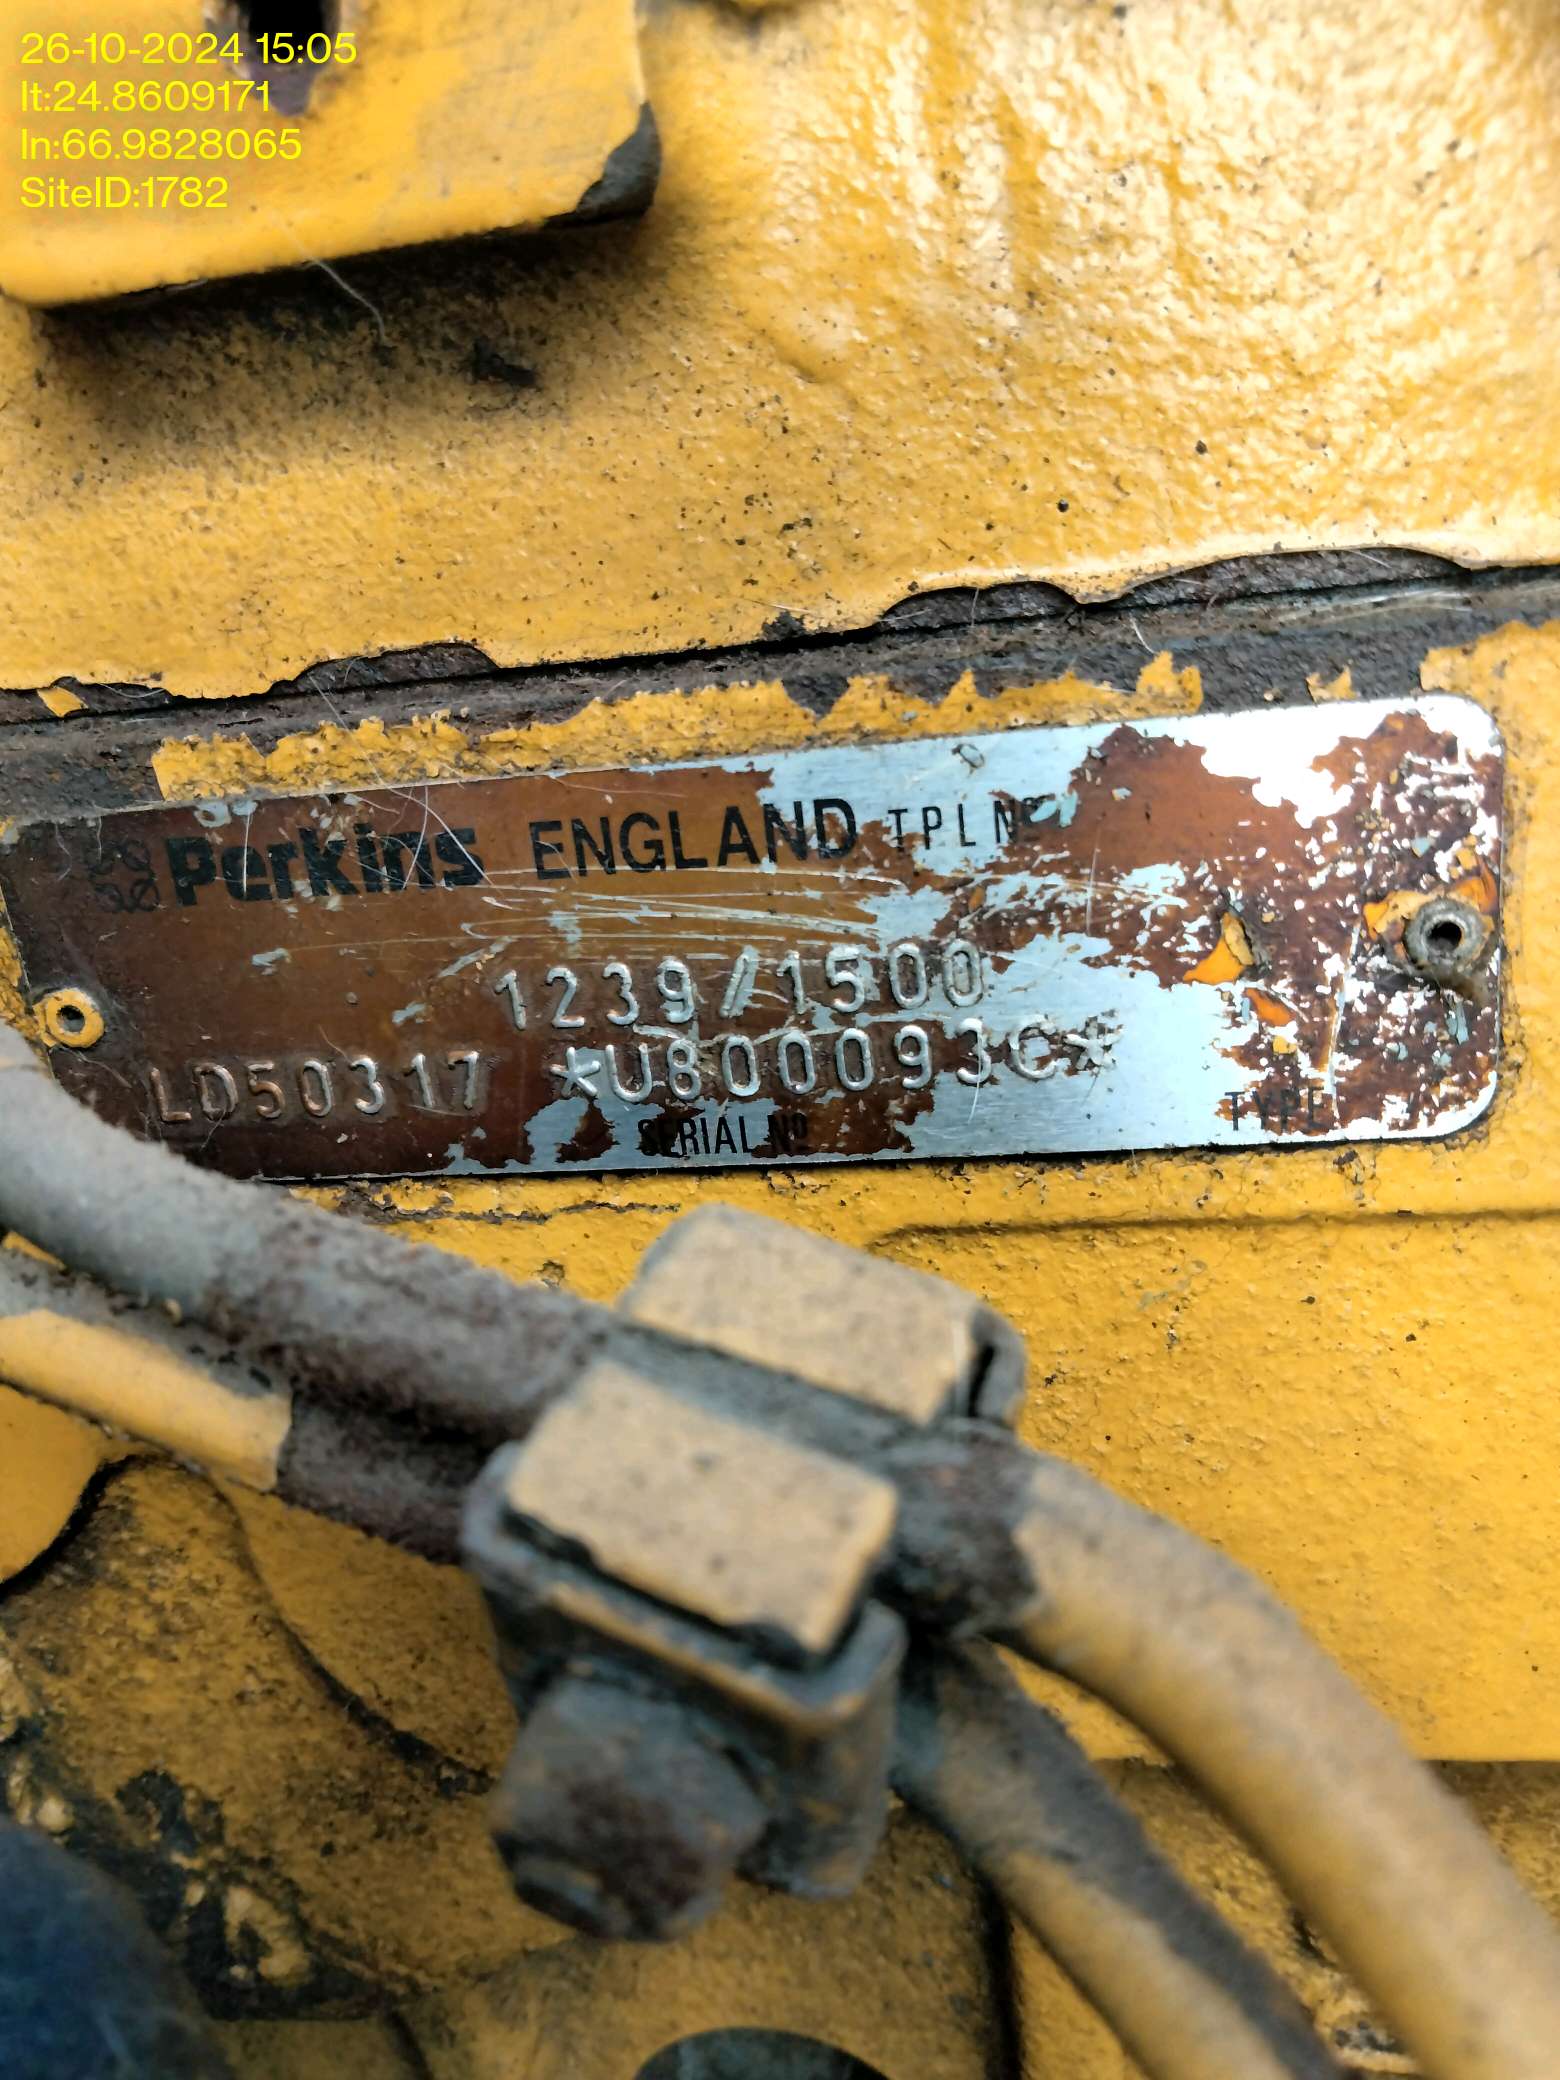 26-10-2024 15:05
lt:24.8609171
ln:66.9828065
SiteID:1782
Perkins ENGLAND TPL Nº
1239/1500
LD50317 *U800093C*
SERIAL Nº TYPE